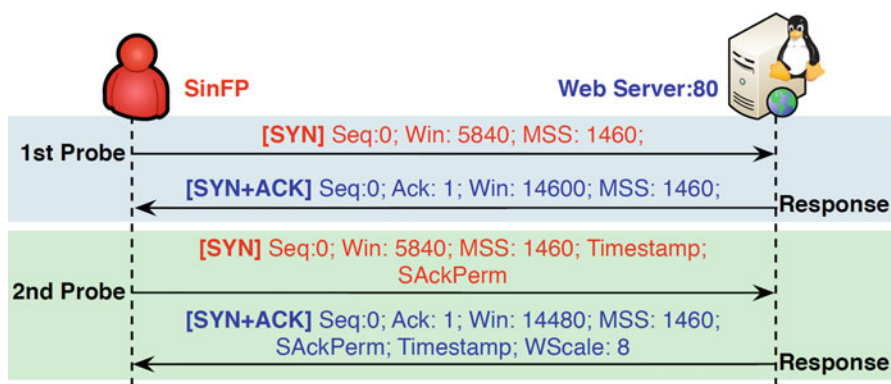 SinFP
Web Server:80
1st Probe
[SYN] Seq:0; Win: 5840; MSS: 1460;
[SYN+ACK] Seq:0; Ack: 1; Win: 14600; MSS: 1460;
Response
2nd Probe
[SYN] Seq:0; Win: 5840; MSS: 1460; Timestamp;
SAckPerm
[SYN+ACK] Seq:0; Ack: 1; Win: 14480; MSS: 1460;
SAckPerm; Timestamp; WScale: 8
Response